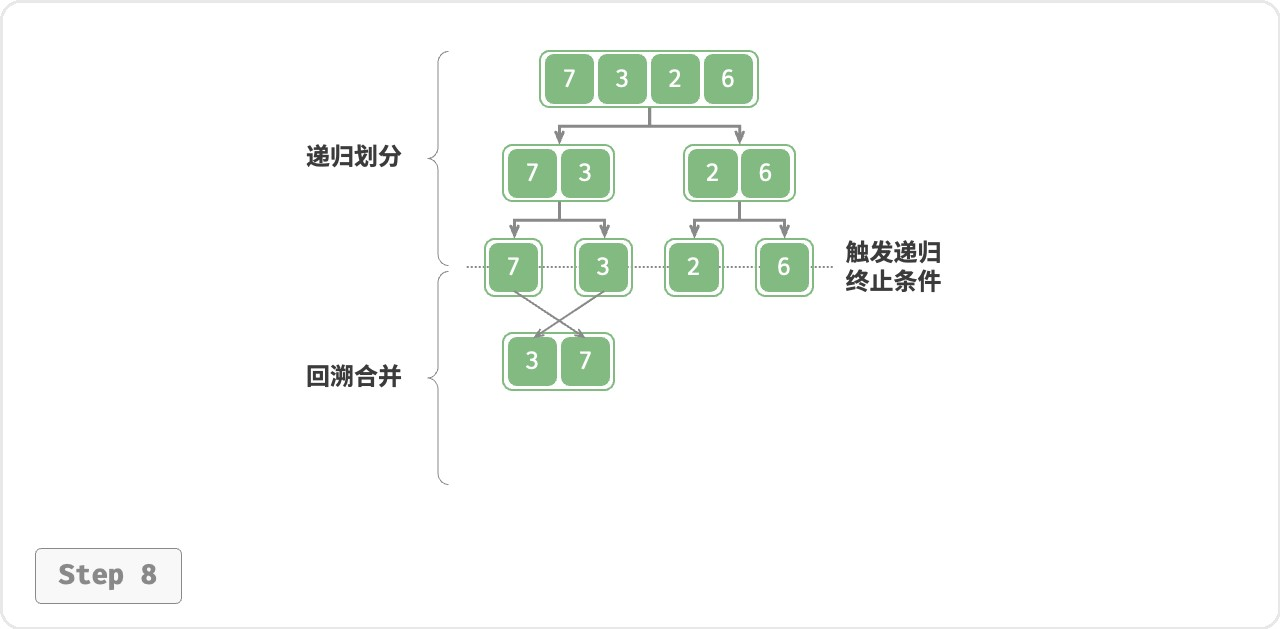 7 3 2 6
递归划分
7 3 2 6
7 3 2 6
触发递归
终止条件
回溯合并
3 7
Step 8